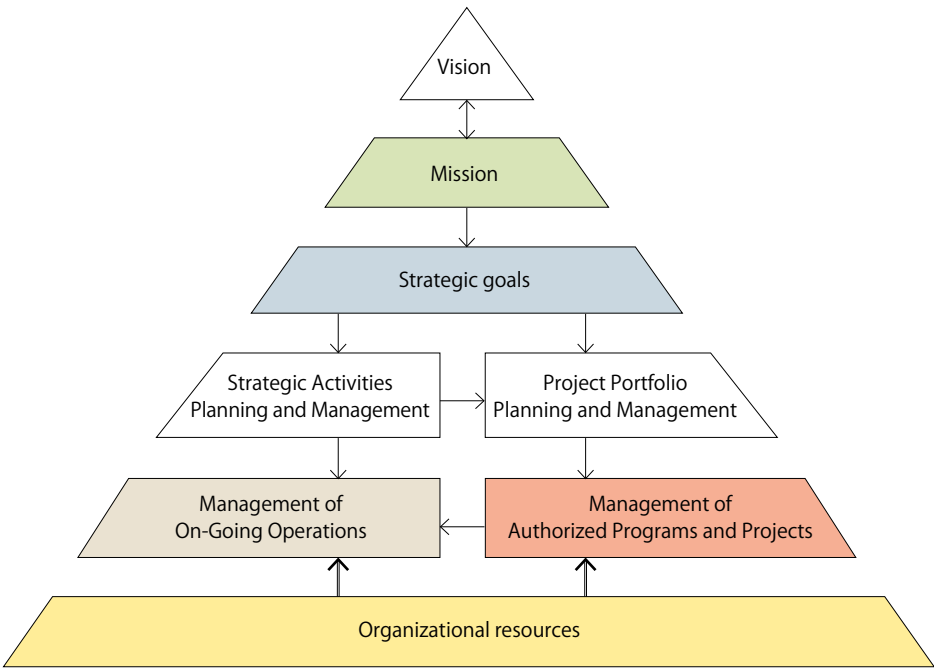 Vision
Mission
Strategic goals
Strategic Activities
Planning and Management
Project Portfolio
Planning and Management
Management of
On-Going Operations
Management of
Authorized Programs and Projects
Organizational resources